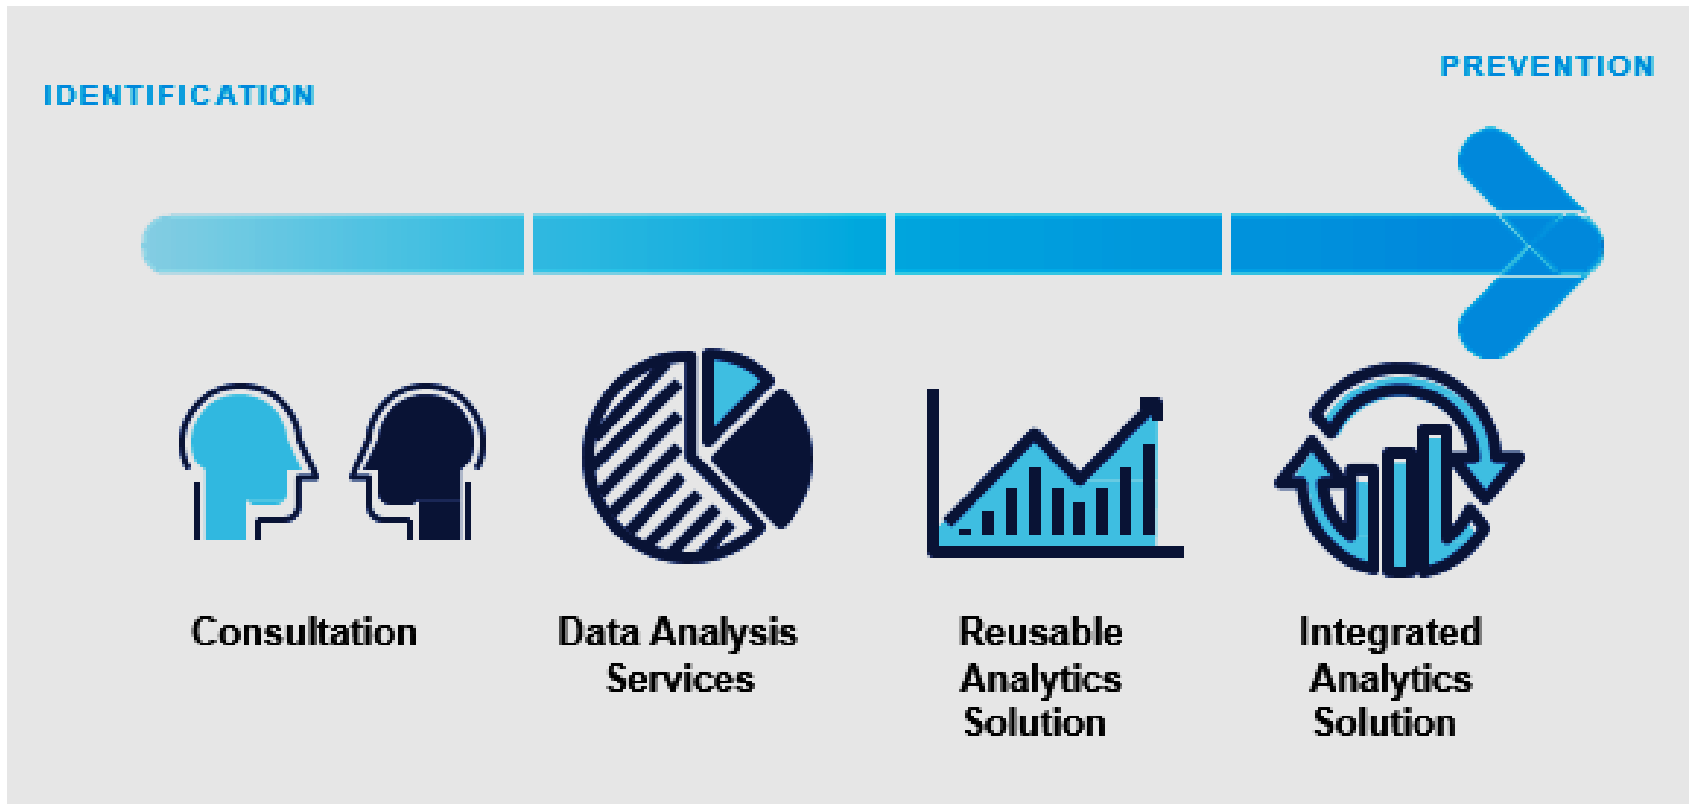 IDENTIFICATION
PREVENTION
Consultation
Data Analysis
Services
Reusable
Analytics
Solution
Integrated
Analytics
Solution